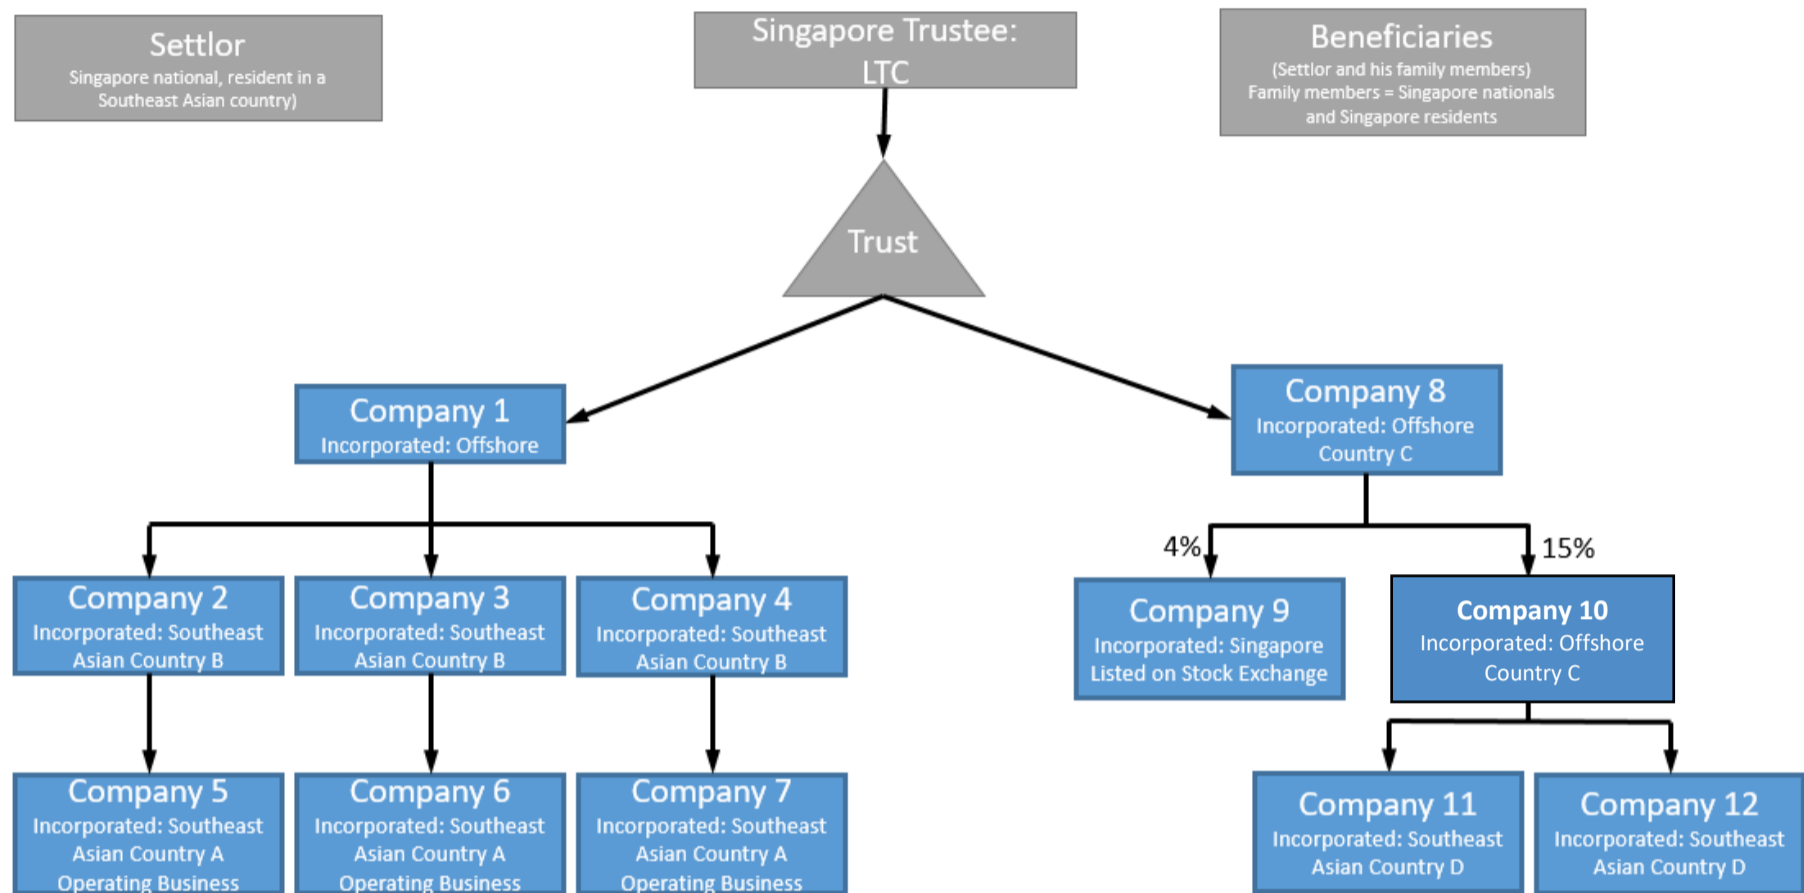 Settlor
Singapore national, resident in a
Southeast Asian country)
Singapore Trustee:
LTC
Beneficiaries
(Settlor and his family members)
Family members = Singapore nationals
and Singapore residents
Trust
Company 1
Incorporated: Offshore
Company 8
Incorporated: Offshore
Country C
4%
15%
Company 2
Incorporated: Southeast
Asian Country B
Company 3
Incorporated: Southeast
Asian Country B
Company 4
Incorporated: Southeast
Asian Country B
Company 9
Incorporated: Singapore
Listed on Stock Exchange
Company 10
Incorporated: Offshore
Country C
Company 5
Incorporated: Southeast
Asian Country A
Operating Business
Company 6
Incorporated: Southeast
Asian Country A
Operating Business
Company 7
Incorporated: Southeast
Asian Country A
Operating Business
Company 11
Incorporated: Southeast
Asian Country D
Company 12
Incorporated: Southeast
Asian Country D